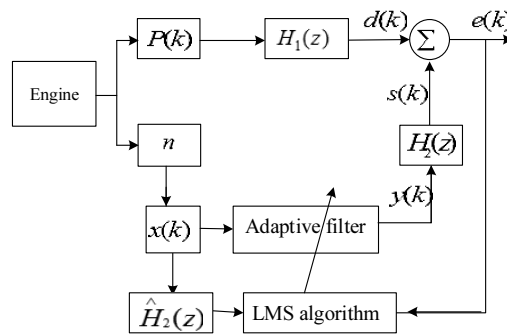 P(k)
H₁(z)
d(k)
Σ
e(k)
Engine
s(k)
n
H₂(z)
y(k)
x(k)
Adaptive filter
Ĥ₂(z)
LMS algorithm